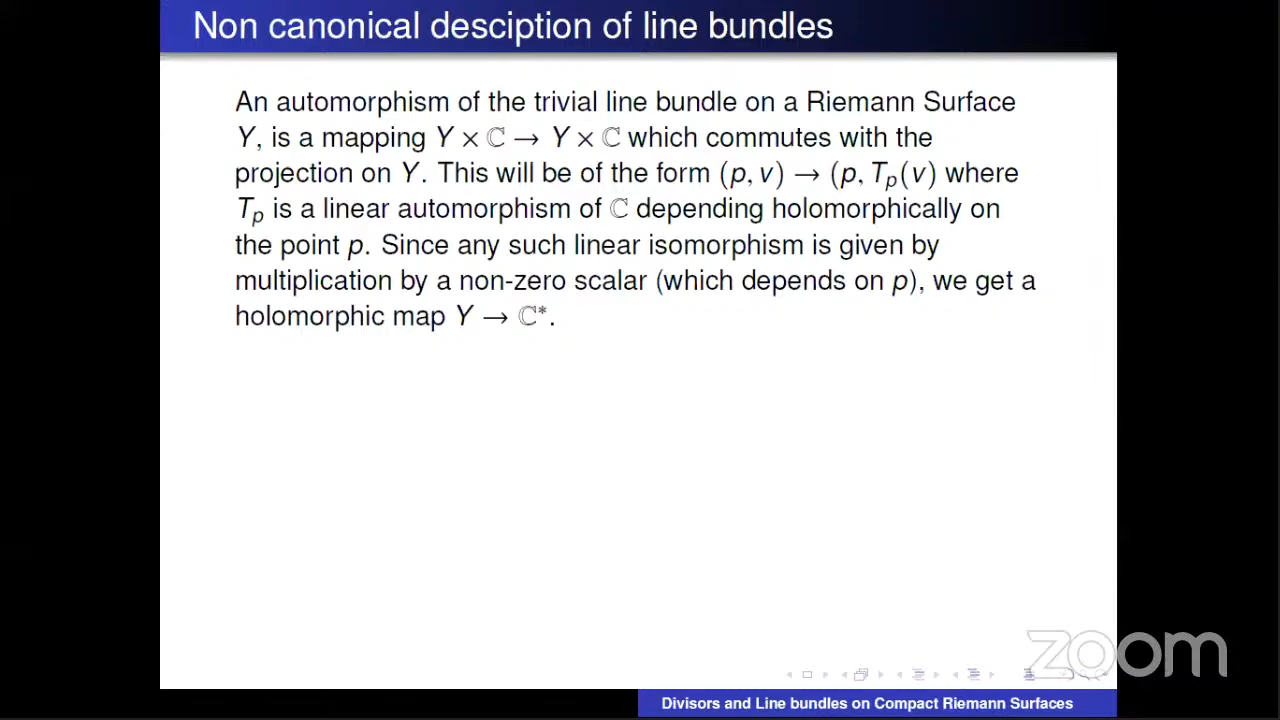 Non canonical desciption of line bundles
An automorphism of the trivial line bundle on a Riemann Surface
Y, is a mapping Y × ℂ → Y × ℂ which commutes with the
projection on Y. This will be of the form (p, v) → (p, Tₚ(v) where
Tₚ is a linear automorphism of ℂ depending holomorphically on
the point p. Since any such linear isomorphism is given by
multiplication by a non-zero scalar (which depends on p), we get a
holomorphic map Y → ℂ*.
zoom
Divisors and Line bundles on Compact Riemann Surfaces